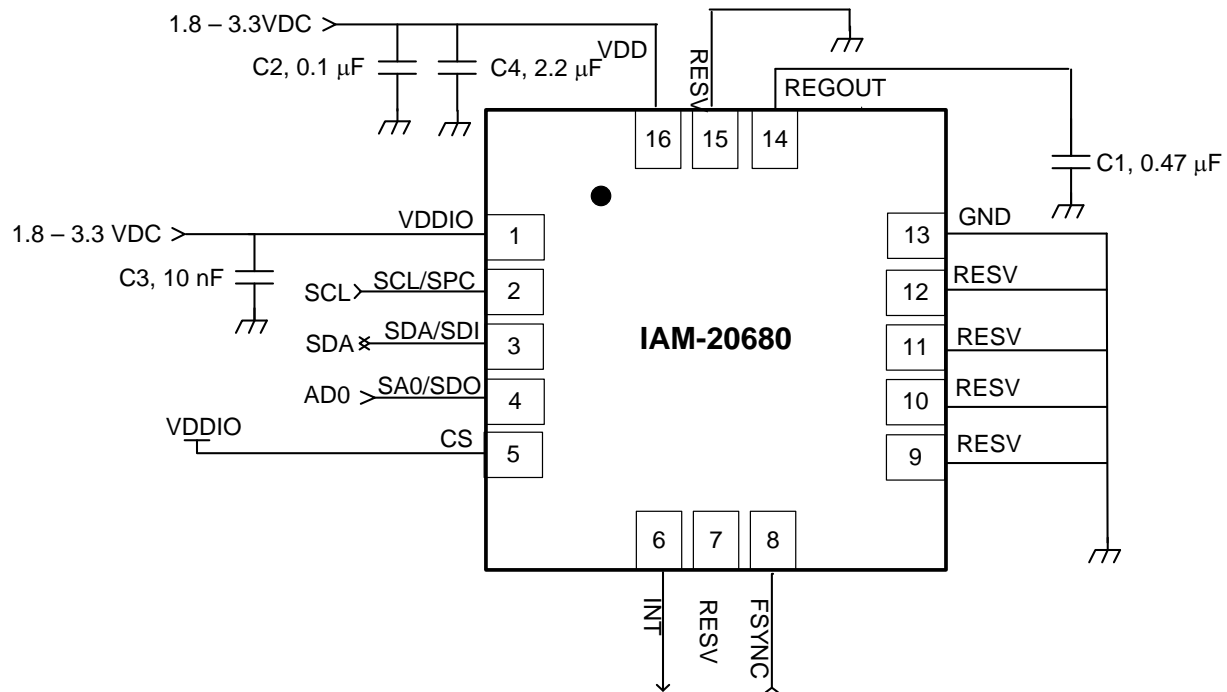 1.8 – 3.3VDC
VDD
RESV
C2, 0.1 μF
C4, 2.2 μF
REGOUT
16
15
14
C1, 0.47 μF
1.8 – 3.3 VDC
VDDIO
1
13
GND
C3, 10 nF
SCL
SCL/SPC
2
12
RESV
SDA
SDA/SDI
3
IAM-20680
11
RESV
AD0
SA0/SDO
4
10
RESV
VDDIO
CS
5
9
RESV
6
7
8
INT
RESV
FSYNC